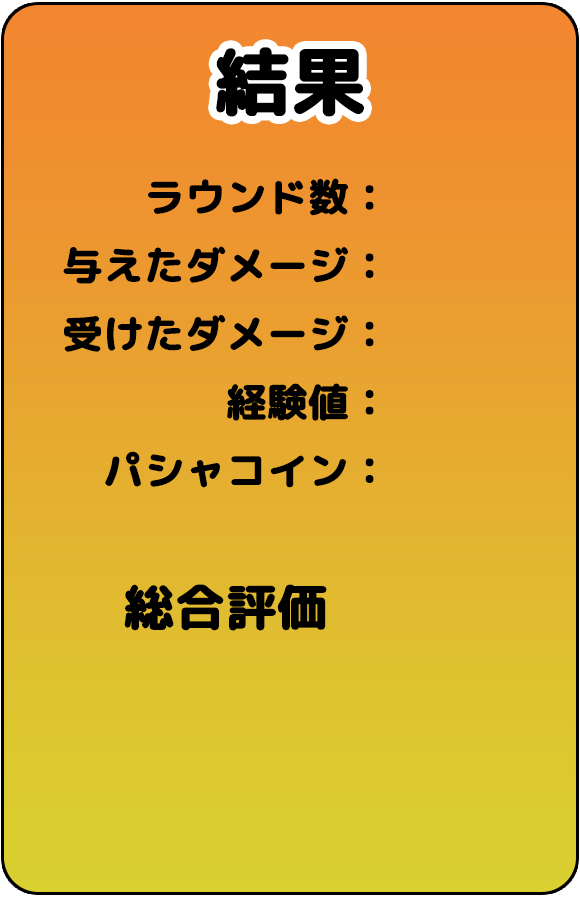 結果
ラウンド数：
与えたダメージ：
受けたダメージ：
経験値：
パシャコイン：
総合評価